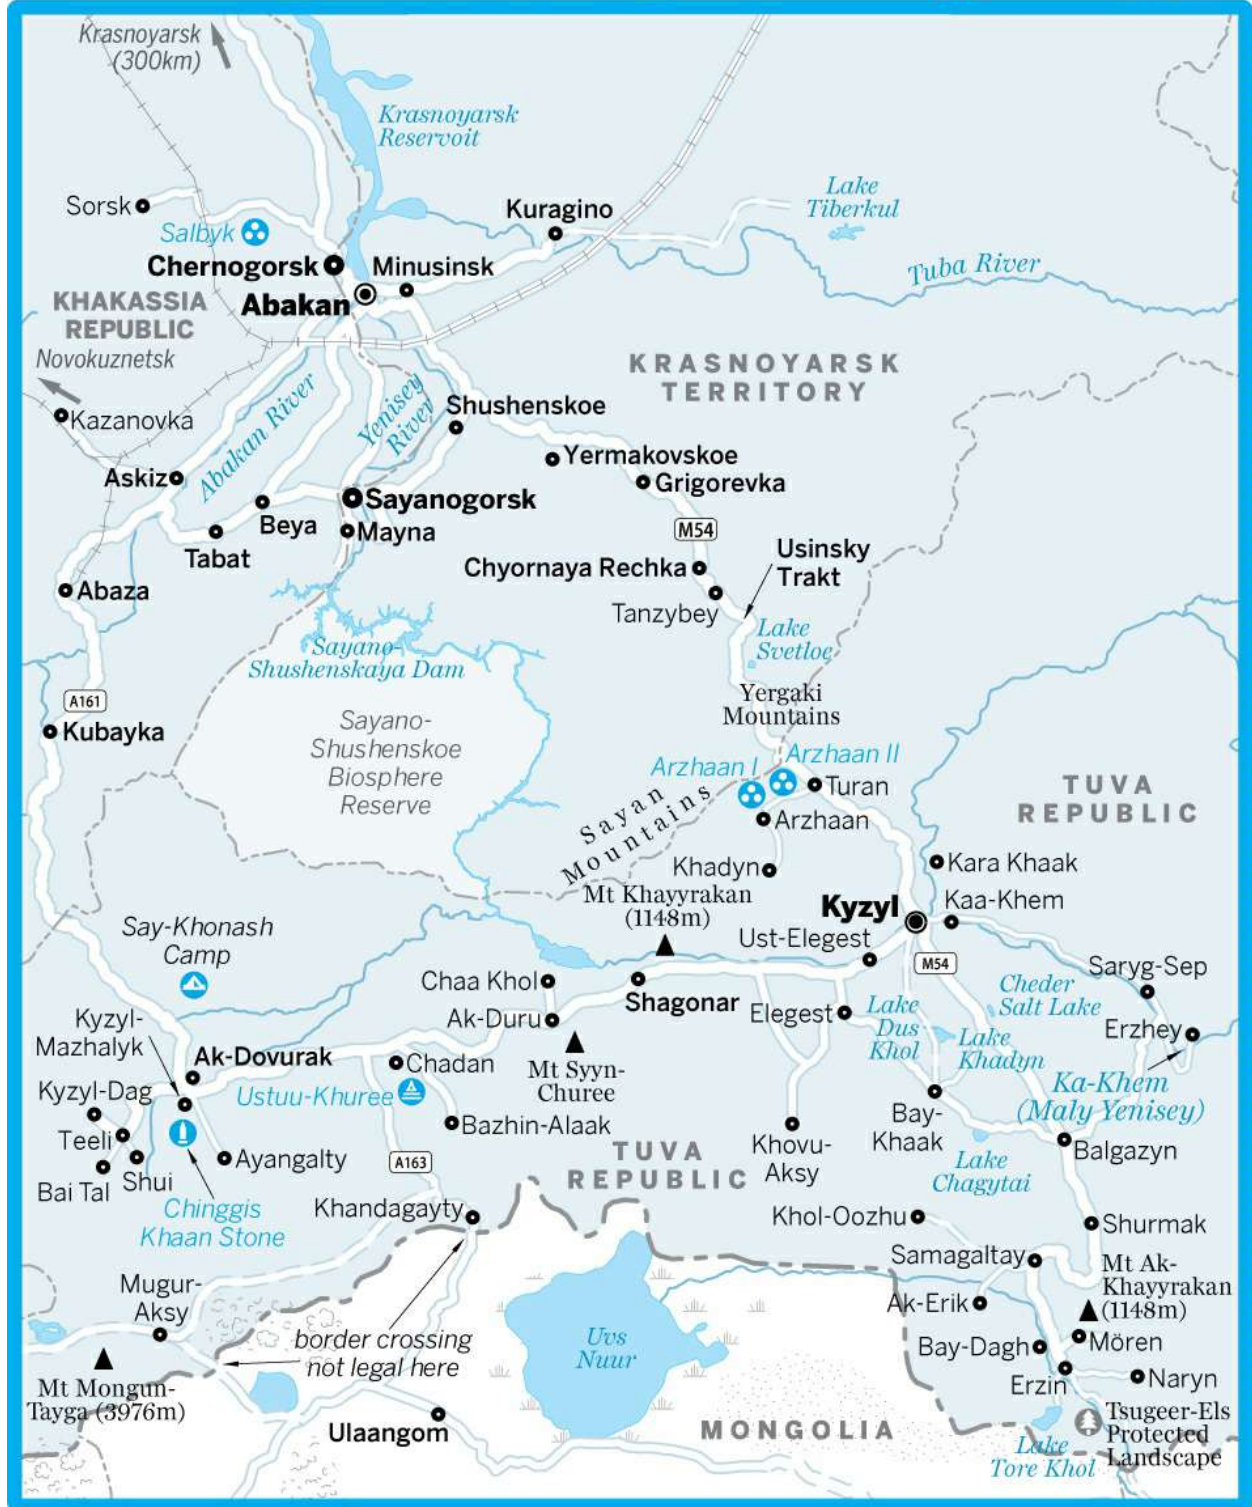 Krasnoyarsk
(300km)
Krasnoyarsk
Reservoit
Sorsk
Salbyk
Kuragino
Lake
Tiberkul
Chernogorsk
Minusinsk
Tuba River
KHAKASSIA
REPUBLIC
Abakan
Novokuznetsk
KRASNOYARSK
TERRITORY
Kazanovka
Abakan River
Yenisey
River
Shushenskoe
Yermakovskoe
Askiz
Grigorevka
Sayanogorsk
Beya
Mayna
Tabat
M54
Usinsky
Trakt
Chyornaya Rechka
Abaza
Tanzybey
Lake
Svetloe
Sayano-
Shushenskaya Dam
A161
Yergaki
Mountains
Kubayka
Sayano-
Shushenskoe
Biosphere
Reserve
Arzhaan I
Arzhaan II
Turan
TUVA
REPUBLIC
Sayan
Mountains
Arzhaan
Khadyn
Kara Khaak
Mt Khayyrakan
(1148m)
Kyzyl
Kaa-Khem
Say-Khonash
Camp
Ust-Elegest
M54
Saryg-Sep
Chaa Khol
Shagonar
Cheder
Salt Lake
Kyzyl-
Mazhalyk
Ak-Duru
Elegest
Lake
Dus
Khol
Erzhey
Ak-Dovurak
Chadan
Mt Syyn-
Churee
Lake
Khadyn
Kyzyl-Dag
Ustuu-Khuree
Ka-Khem
(Maly Yenisey)
Teeli
Bazhin-Alaak
Bay-
Khaak
Bai Tal
Shui
Ayangalty
A163
TUVA
REPUBLIC
Khovu-
Aksy
Balgazyn
Lake
Chagytai
Chinggis
Khaan Stone
Khandagayty
Khol-Oozhu
Shurmak
Samagaltay
Mt Ak-
Khayyrakan
(1148m)
Mugur-
Aksy
Ak-Erik
border crossing
not legal here
Uvs
Nuur
Bay-Dagh
Mören
Mt Mongun-
Tayga (3976m)
Erzin
Naryn
Ulaangom
MONGOLIA
Tsugeer-Els
Protected
Landscape
Lake
Tore Khol